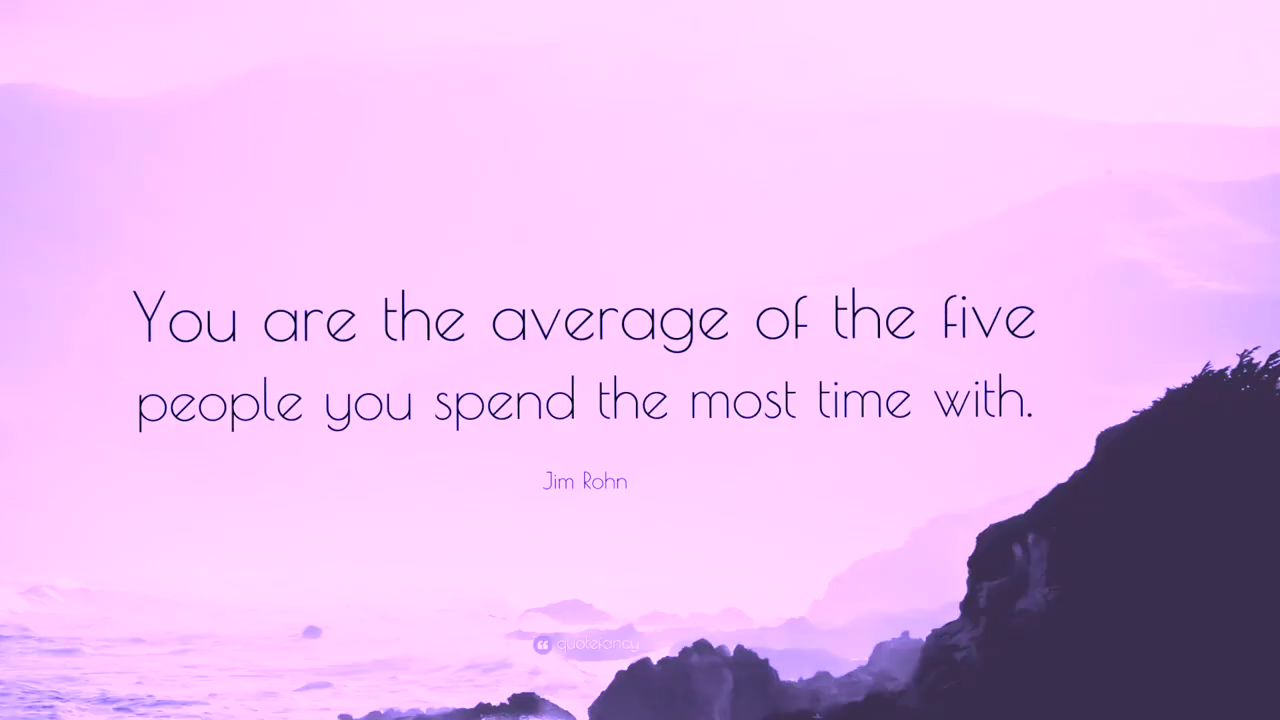 You are the average of the five
people you spend the most time with.
Jim Rohn
quotefancy